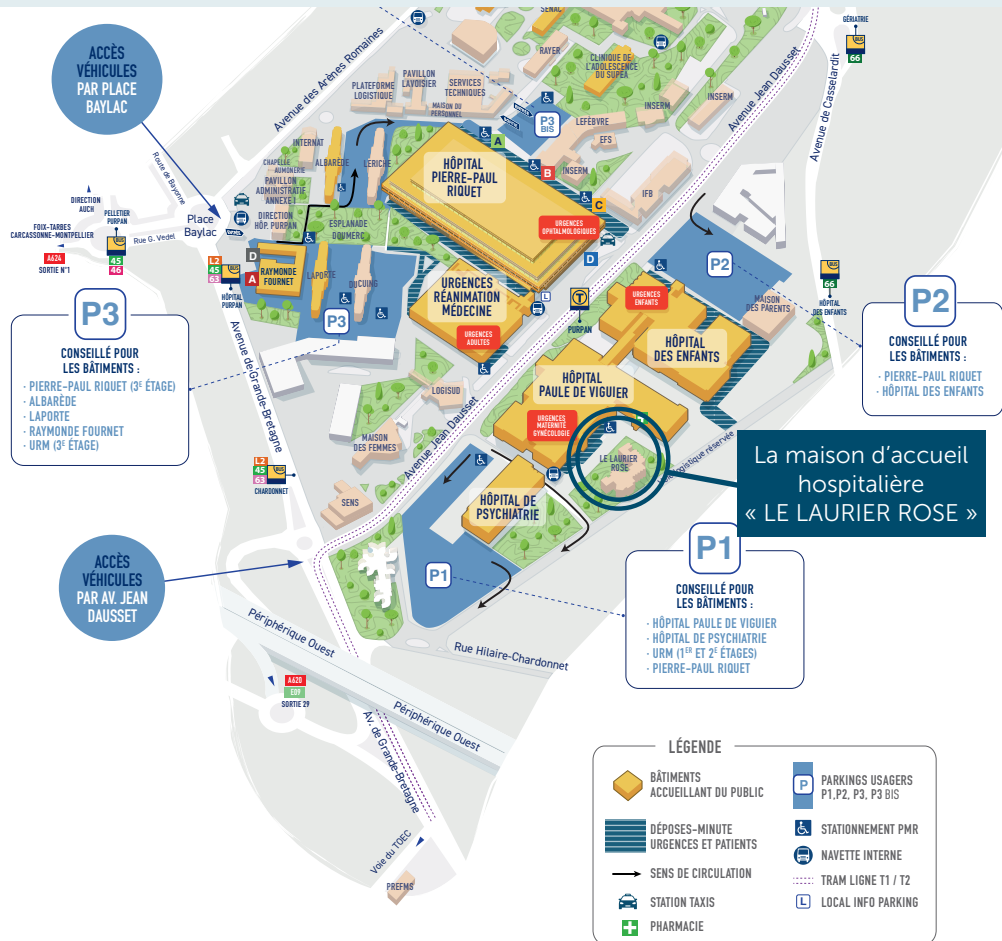 ACCÈS
VÉHICULES
PAR PLACE
BAYLAC
Avenue des Arènes Romaines
SENAC
RAYER
CLINIQUE DE
L'ADOLESCENCE
DU SUPEA
GÉRIATRIE
BUS
66
PLATEFORME
LOGISTIQUE
PAVILLON
LAVOISIER
SERVICES
TECHNIQUES
MAISON DU
PERSONNEL
P3
BIS
LEFÈBVRE
EFS
INSERM
INSERM
INSERM
IFB
Avenue Jean Dausset
Avenue de Casselardit
INTERNAT
CHAPELLE
AUMÔNERIE
PAVILLON
ADMINISTRATIF
ANNEXE I
DIRECTION
HÔP. PURPAN
ALBARÈDE
LERICHE
ESPLANADE
DOUMERC
HÔPITAL
PIERRE-PAUL
RIQUET
A
B
C
D
URGENCES
OPHTALMOLOGIQUES
Route de Bayonne
DIRECTION
AUCH
FOIX-TARBES
CARCASSONNE-MONTPELLIER
A624
SORTIE N°1
PELLETIER
PURPAN
BUS
45
46
Rue G. Vedel
Place
Baylac
L2
45
63
BUS
HÔPITAL
PURPAN
D
A
RAYMONDE
FOURNET
LAPORTE
DUCUING
P3
URGENCES
RÉANIMATION
MÉDECINE
URGENCES
ADULTES
L
T
PURPAN
P2
MAISON
DES PARENTS
BUS
66
HÔPITAL
DES ENFANTS
URGENCES
ENFANTS
HÔPITAL
DES ENFANTS
HÔPITAL
PAULE DE VIGUIER
URGENCES
MATERNITÉ
GYNÉCOLOGIE
LE LAURIER
ROSE
P3
CONSEILLÉ POUR
LES BÂTIMENTS :
· PIERRE-PAUL RIQUET (3E ÉTAGE)
· ALBARÈDE
· LAPORTE
· RAYMONDE FOURNET
· URM (3E ÉTAGE)
P2
CONSEILLÉ POUR
LES BÂTIMENTS :
· PIERRE-PAUL RIQUET
· HÔPITAL DES ENFANTS
Avenue de Grande-Bretagne
LOGISUD
MAISON
DES FEMMES
Avenue Jean Dausset
SENS
L2
45
63
BUS
CHARDONNET
HÔPITAL DE
PSYCHIATRIE
logistique réservée
La maison d'accueil
hospitalière
« LE LAURIER ROSE »
P1
P1
CONSEILLÉ POUR
LES BÂTIMENTS :
· HÔPITAL PAULE DE VIGUIER
· HÔPITAL DE PSYCHIATRIE
· URM (1ER ET 2E ÉTAGES)
· PIERRE-PAUL RIQUET
ACCÈS
VÉHICULES
PAR AV. JEAN
DAUSSET
Périphérique Ouest
Rue Hilaire-Chardonnet
A620
E09
SORTIE 29
Périphérique Ouest
Av. de Grande-Bretagne
Voie du TOEC
PREFMS
LÉGENDE
BÂTIMENTS
ACCUEILLANT DU PUBLIC
DÉPOSES-MINUTE
URGENCES ET PATIENTS
SENS DE CIRCULATION
STATION TAXIS
PHARMACIE
P
PARKINGS USAGERS
P1,P2, P3, P3 BIS
STATIONNEMENT PMR
NAVETTE INTERNE
TRAM LIGNE T1 / T2
L
LOCAL INFO PARKING